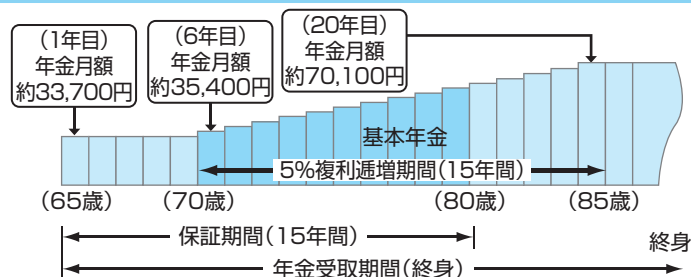 (1年目)
年金月額
約33,700円
(6年目)
年金月額
約35,400円
(20年目)
年金月額
約70,100円
基本年金
5%複利逓増期間(15年間)
(65歳)
(70歳)
(80歳)
(85歳)
保証期間(15年間)
終身
年金受取期間(終身)